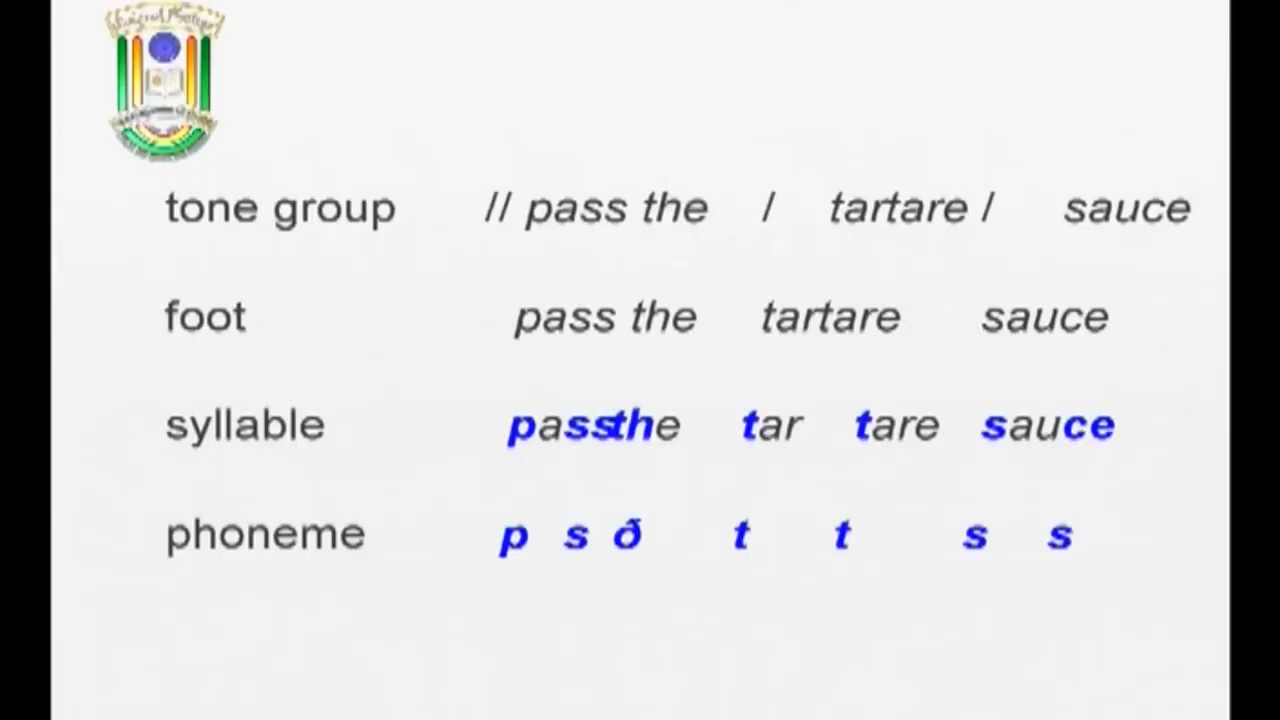 tone group // pass the / tartare / sauce
foot pass the tartare sauce
syllable passthe tar tare sauce
phoneme p s ð t t s s